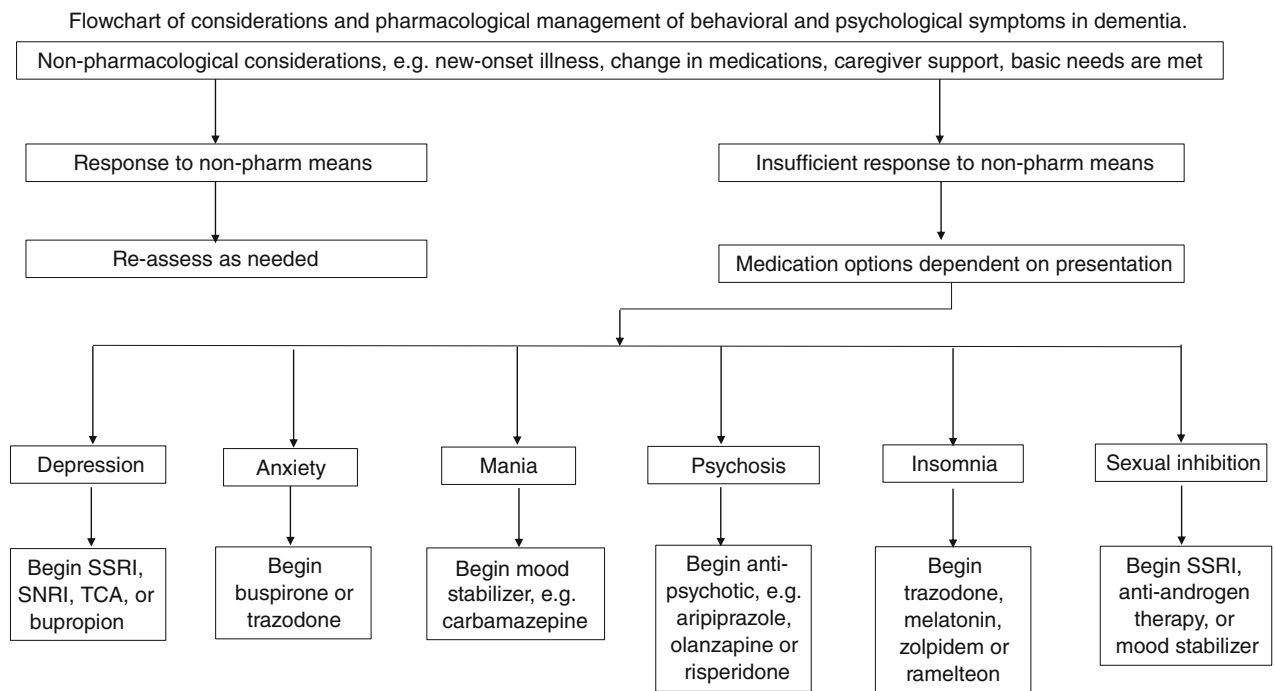 Flowchart of considerations and pharmacological management of behavioral and psychological symptoms in dementia.
Non-pharmacological considerations, e.g. new-onset illness, change in medications, caregiver support, basic needs are met
Response to non-pharm means
Insufficient response to non-pharm means
Re-assess as needed
Medication options dependent on presentation
Depression
Anxiety
Mania
Psychosis
Insomnia
Sexual inhibition
Begin SSRI,
SNRI, TCA, or
bupropion
Begin
buspirone or
trazodone
Begin mood
stabilizer, e.g.
carbamazepine
Begin anti-
psychotic, e.g.
aripiprazole,
olanzapine or
risperidone
Begin
trazodone,
melatonin,
zolpidem or
ramelteon
Begin SSRI,
anti-androgen
therapy, or
mood stabilizer